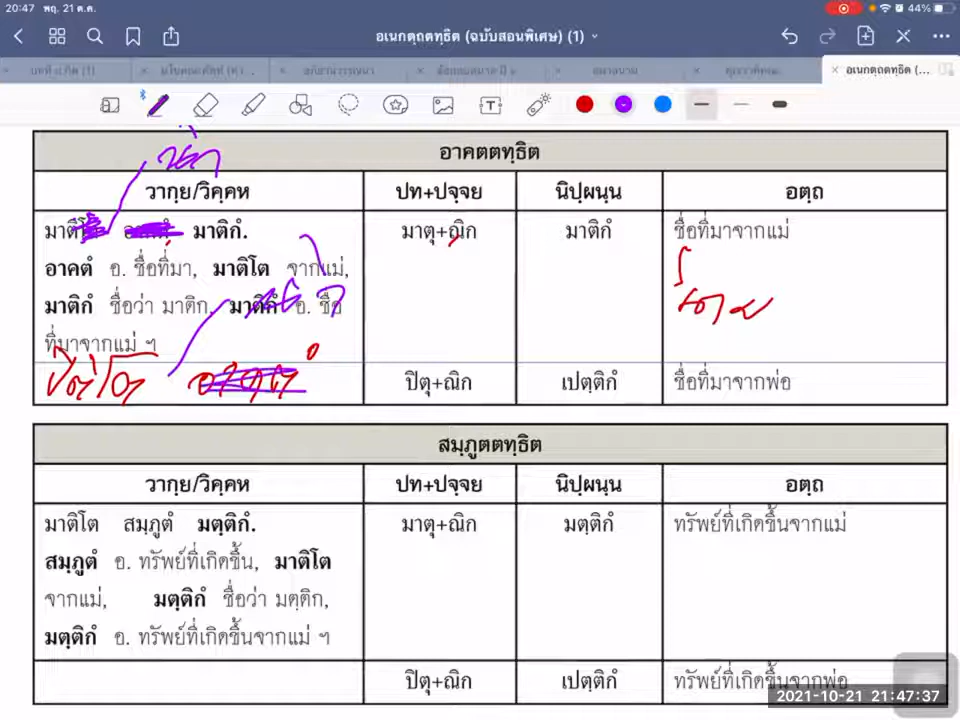 20:47 พฤ. 21 ต.ค. 44%
อเนกตฺถตทฺธิต (ฉบับสอนพิเศษ) (1)
อเนกตฺถตทฺธิต (...
อาคตตทฺธิต
วากฺย/วิคฺคห ปท+ปจฺจย นิปฺผนฺน อตฺถ
มาติโต มาติกํ. มาตุ+ณิก มาติกํ ชื่อที่มาจากแม่
อาคตํ อ. ชื่อที่มา, มาติโต จากแม่,
มาติกํ ชื่อว่า มาติก, มาติกํ อ. ชื่อ
ที่มาจากแม่ ฯ
ปิตุ+ณิก เปตฺติกํ ชื่อที่มาจากพ่อ
สมฺภูตตทฺธิต
วากฺย/วิคฺคห ปท+ปจฺจย นิปฺผนฺน อตฺถ
มาติโต สมฺภูตํ มตฺติกํ. มาตุ+ณิก มตฺติกํ ทรัพย์ที่เกิดขึ้นจากแม่
สมฺภูตํ อ. ทรัพย์ที่เกิดขึ้น, มาติโต
จากแม่, มตฺติกํ ชื่อว่า มตฺติก,
มตฺติกํ อ. ทรัพย์ที่เกิดขึ้นจากแม่ ฯ
ปิตุ+ณิก เปตฺติกํ ทรัพย์ที่เกิดขึ้นจากพ่อ
2021-10-21 21:47:37